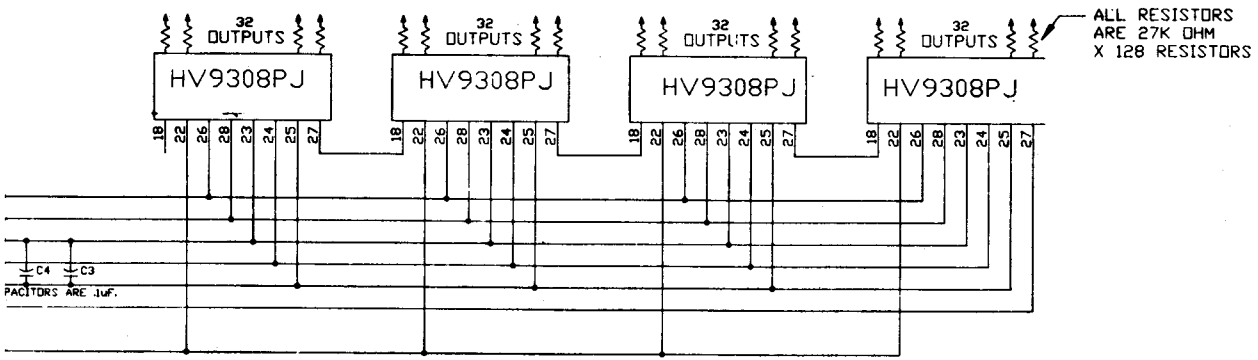 32
OUTPUTS
32
OUTPUTS
32
OUTPUTS
32
OUTPUTS
ALL RESISTORS
ARE 27K OHM
X 128 RESISTORS
HV9308PJ
HV9308PJ
HV9308PJ
HV9308PJ
18 22 26 28 23 24 25 27
18 22 26 28 23 24 25 27
18 22 26 28 23 24 25 27
18 22 26 28 23 24 25 27
C4 C3
PACITORS ARE .1uF.